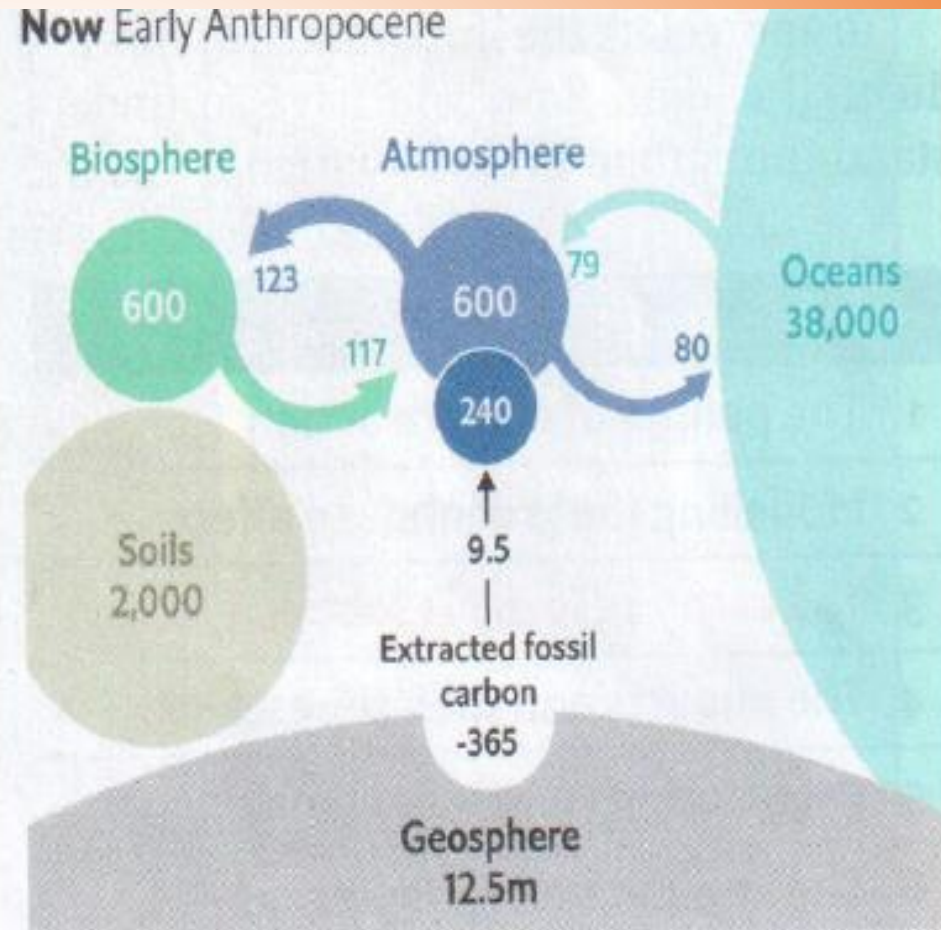 Now Early Anthropocene
Biosphere
Atmosphere
123
79
Oceans
38,000
600
600
117
80
240
Soils
2,000
9.5
Extracted fossil
carbon
-365
Geosphere
12.5m